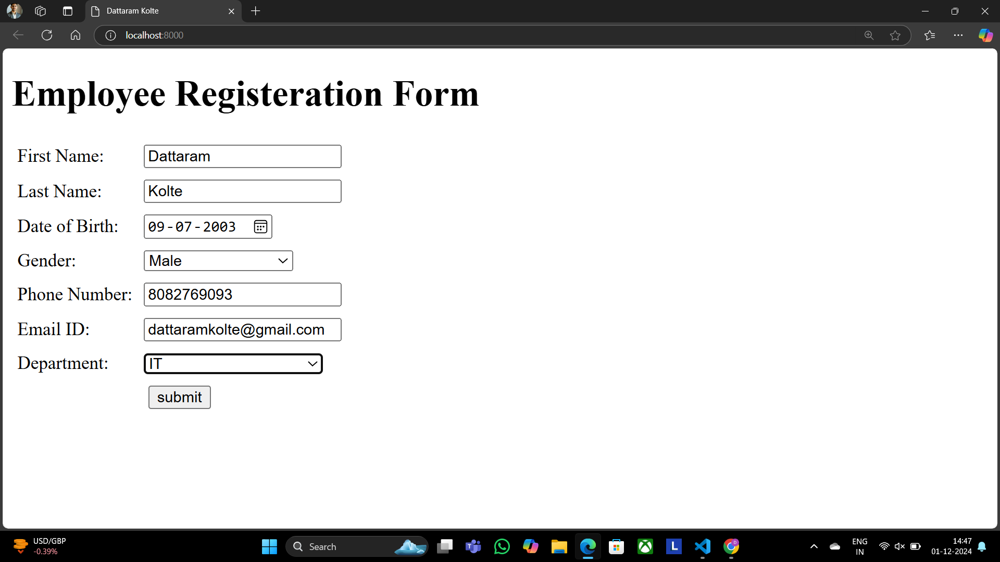 Dattaram Kolte
localhost:8000
Employee Registeration Form
First Name: Dattaram
Last Name: Kolte
Date of Birth: 09-07-2003
Gender: Male
Phone Number: 8082769093
Email ID: dattaramkolte@gmail.com
Department: IT
submit
USD/GBP
-0.39%
Search
L
D
ENG
IN
14:47
01-12-2024